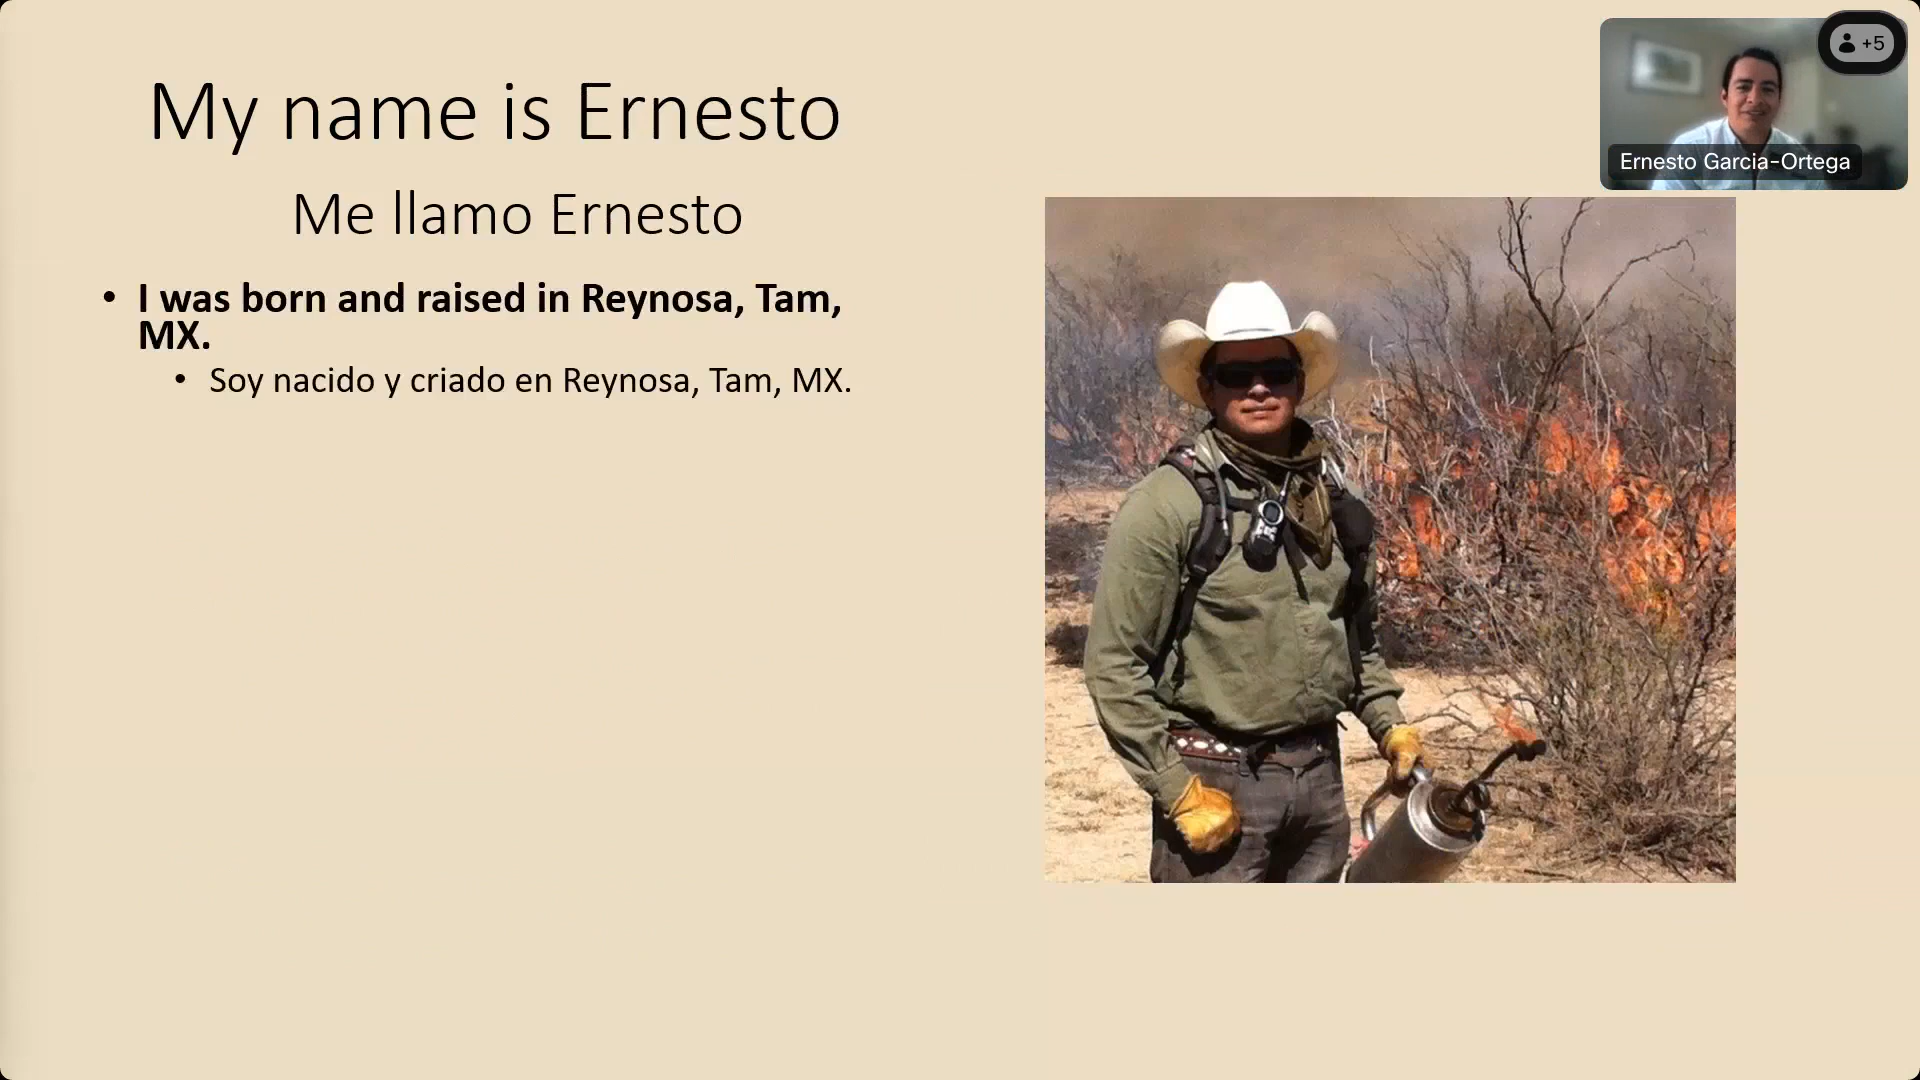 My name is Ernesto
Me llamo Ernesto
• I was born and raised in Reynosa, Tam,
MX.
• Soy nacido y criado en Reynosa, Tam, MX.
+5
Ernesto Garcia-Ortega